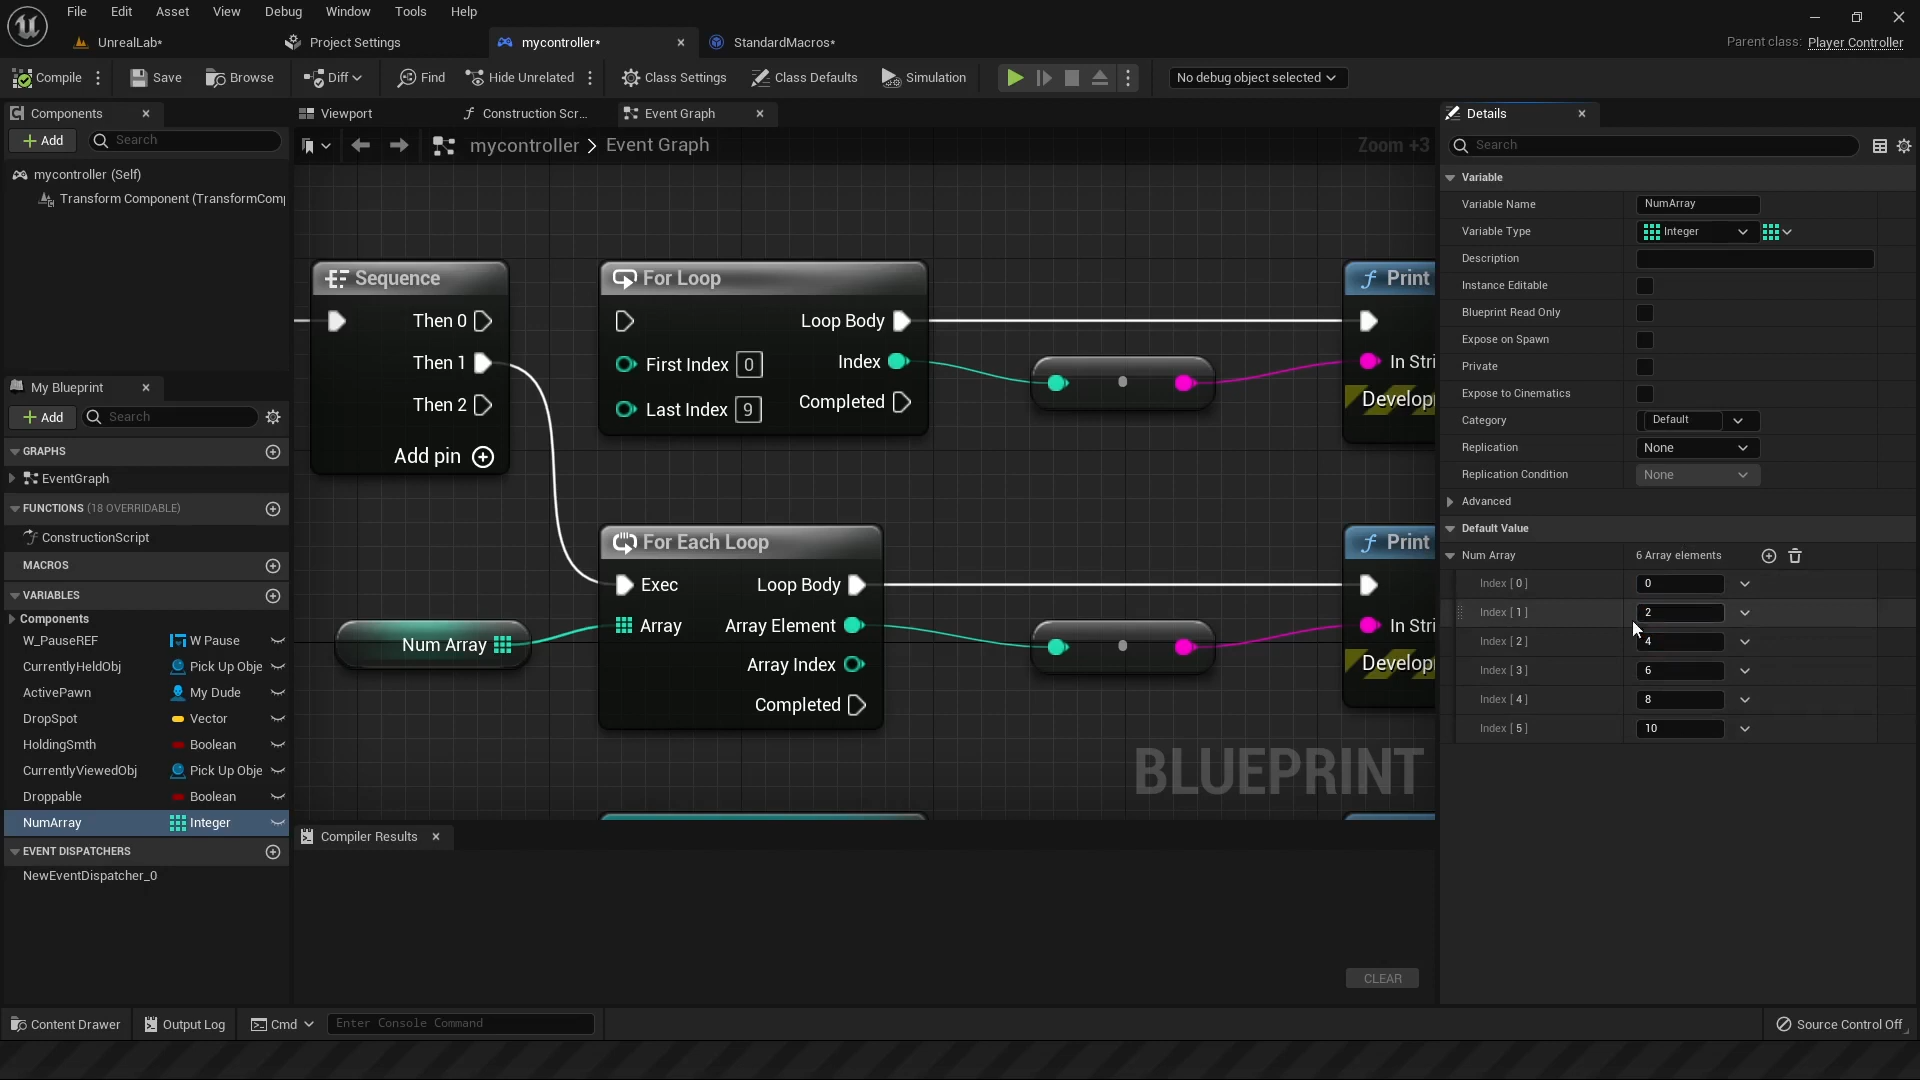 File Edit Asset View Debug Window Tools Help
UnrealLab* Project Settings mycontroller* StandardMacros* Parent class: Player Controller
Compile Save Browse Diff Find Hide Unrelated Class Settings Class Defaults Simulation No debug object selected
Components
Add Search
mycontroller (Self)
Transform Component (TransformComp
My Blueprint
Add Search
GRAPHS
EventGraph
FUNCTIONS (18 OVERRIDABLE)
ConstructionScript
MACROS
VARIABLES
Components
W_PauseREF W Pause
CurrentlyHeldObj Pick Up Obje
ActivePawn My Dude
DropSpot Vector
HoldingSmth Boolean
CurrentlyViewedObj Pick Up Obje
Droppable Boolean
NumArray Integer
EVENT DISPATCHERS
NewEventDispatcher_0
Viewport Construction Scr... Event Graph
mycontroller > Event Graph Zoom +3
Sequence
Then 0
Then 1
Then 2
Add pin
For Loop
Loop Body
First Index 0 Index
Last Index 9 Completed
Print
In Stri
Develop
Num Array
For Each Loop
Exec Loop Body
Array Array Element
Array Index
Completed
Print
In Stri
Develop
BLUEPRINT
Compiler Results
CLEAR
Details
Search
Variable
Variable Name NumArray
Variable Type Integer
Description
Instance Editable
Blueprint Read Only
Expose on Spawn
Private
Expose to Cinematics
Category Default
Replication None
Replication Condition None
Advanced
Default Value
Num Array 6 Array elements
Index [ 0 ] 0
Index [ 1 ] 2
Index [ 2 ] 4
Index [ 3 ] 6
Index [ 4 ] 8
Index [ 5 ] 10
Content Drawer Output Log Cmd Enter Console Command Source Control Off